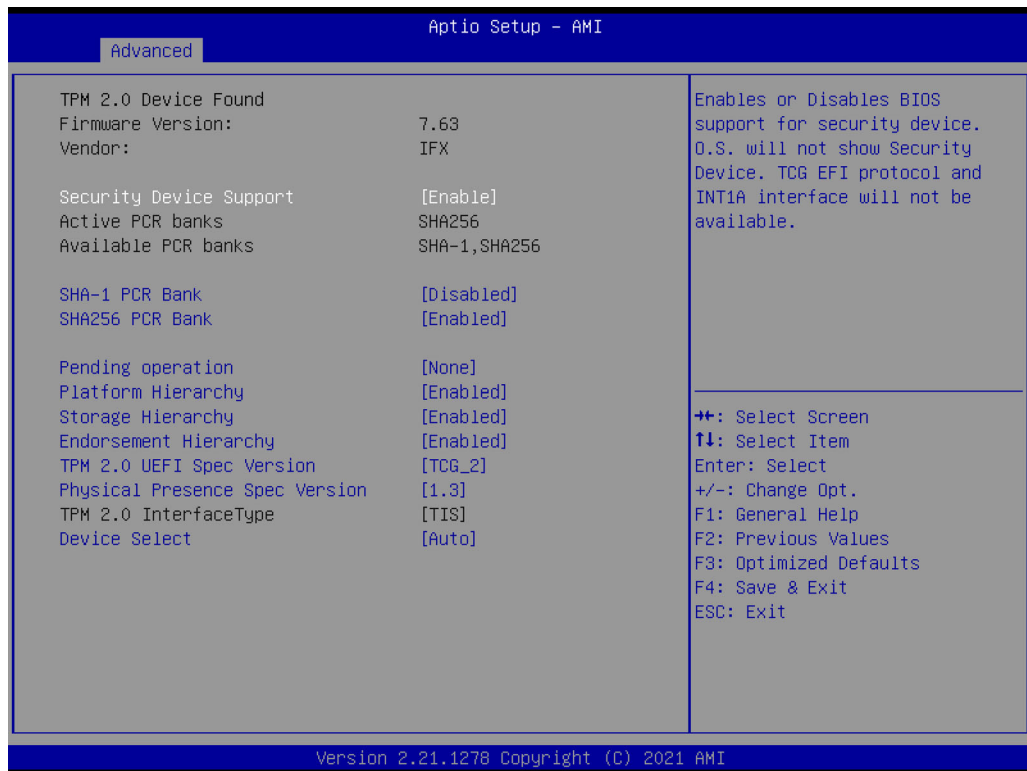 Aptio Setup – AMI
Advanced
TPM 2.0 Device Found
Firmware Version: 7.63
Vendor: IFX
Security Device Support [Enable]
Active PCR banks SHA256
Available PCR banks SHA-1,SHA256
SHA-1 PCR Bank [Disabled]
SHA256 PCR Bank [Enabled]
Pending operation [None]
Platform Hierarchy [Enabled]
Storage Hierarchy [Enabled]
Endorsement Hierarchy [Enabled]
TPM 2.0 UEFI Spec Version [TCG_2]
Physical Presence Spec Version [1.3]
TPM 2.0 InterfaceType [TIS]
Device Select [Auto]
Enables or Disables BIOS
support for security device.
O.S. will not show Security
Device. TCG EFI protocol and
INT1A interface will not be
available.
→←: Select Screen
↑↓: Select Item
Enter: Select
+/-: Change Opt.
F1: General Help
F2: Previous Values
F3: Optimized Defaults
F4: Save & Exit
ESC: Exit
Version 2.21.1278 Copyright (C) 2021 AMI